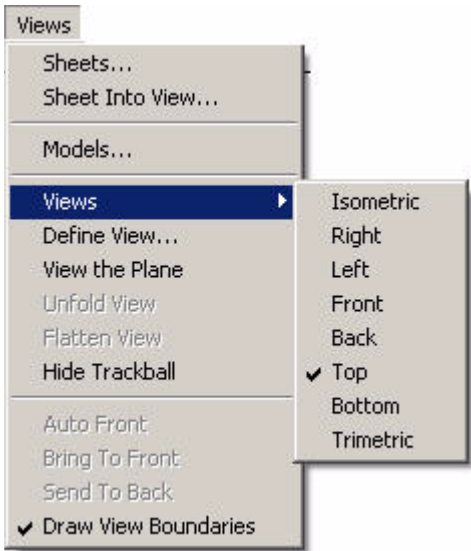 Views
Sheets...
Sheet Into View...
Models...
Views
Define View...
View the Plane
Unfold View
Flatten View
Hide Trackball
Auto Front
Bring To Front
Send To Back
Draw View Boundaries
Isometric
Right
Left
Front
Back
Top
Bottom
Trimetric